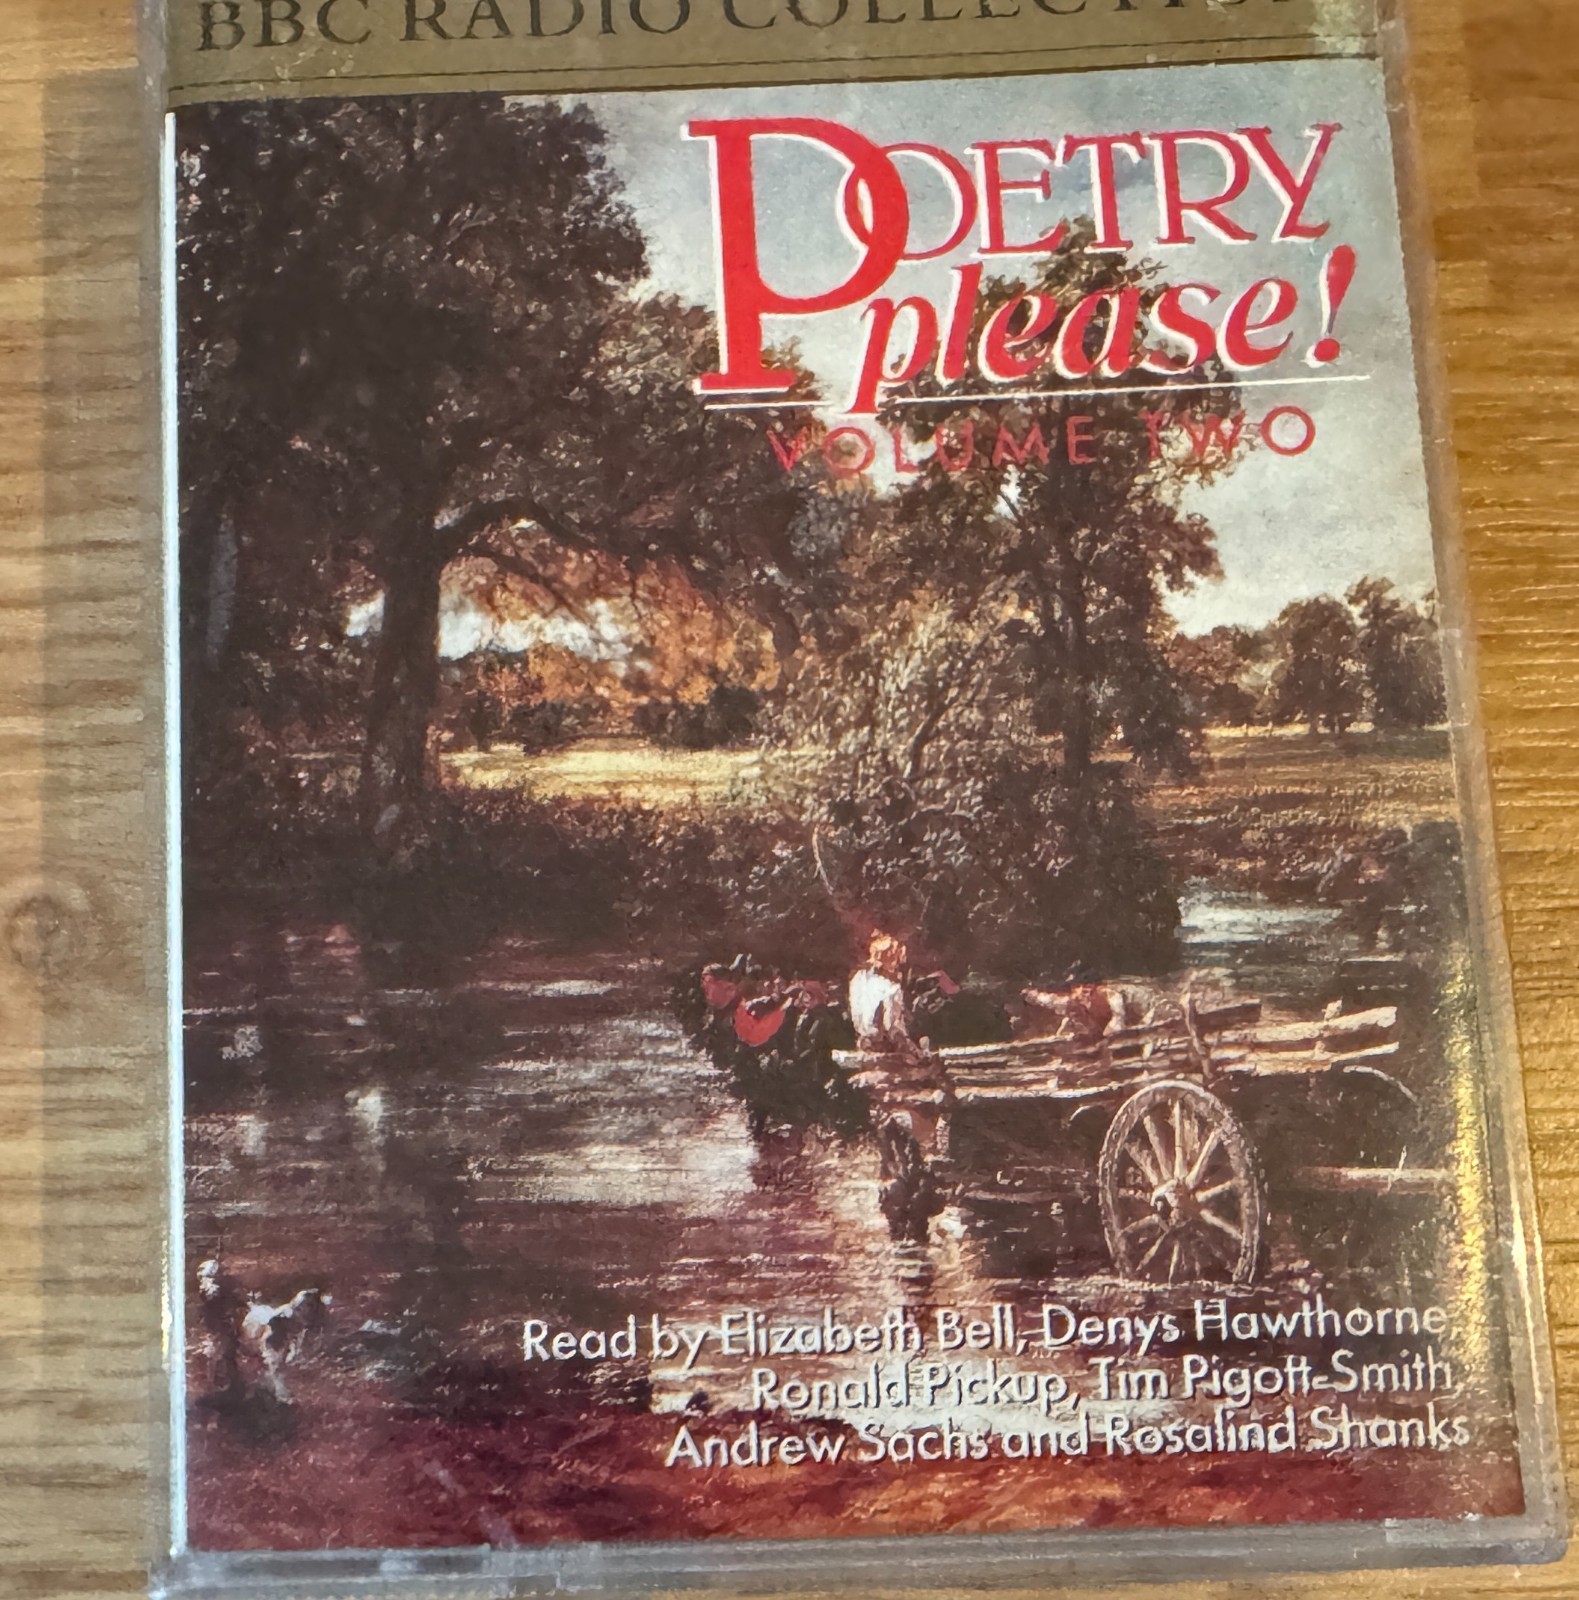 BBC RADIO COLLECTION
POETRY
please!
VOLUME TWO
Read by Elizabeth Bell, Denys Hawthorne,
Ronald Pickup, Tim Pigott-Smith,
Andrew Sachs and Rosalind Shanks